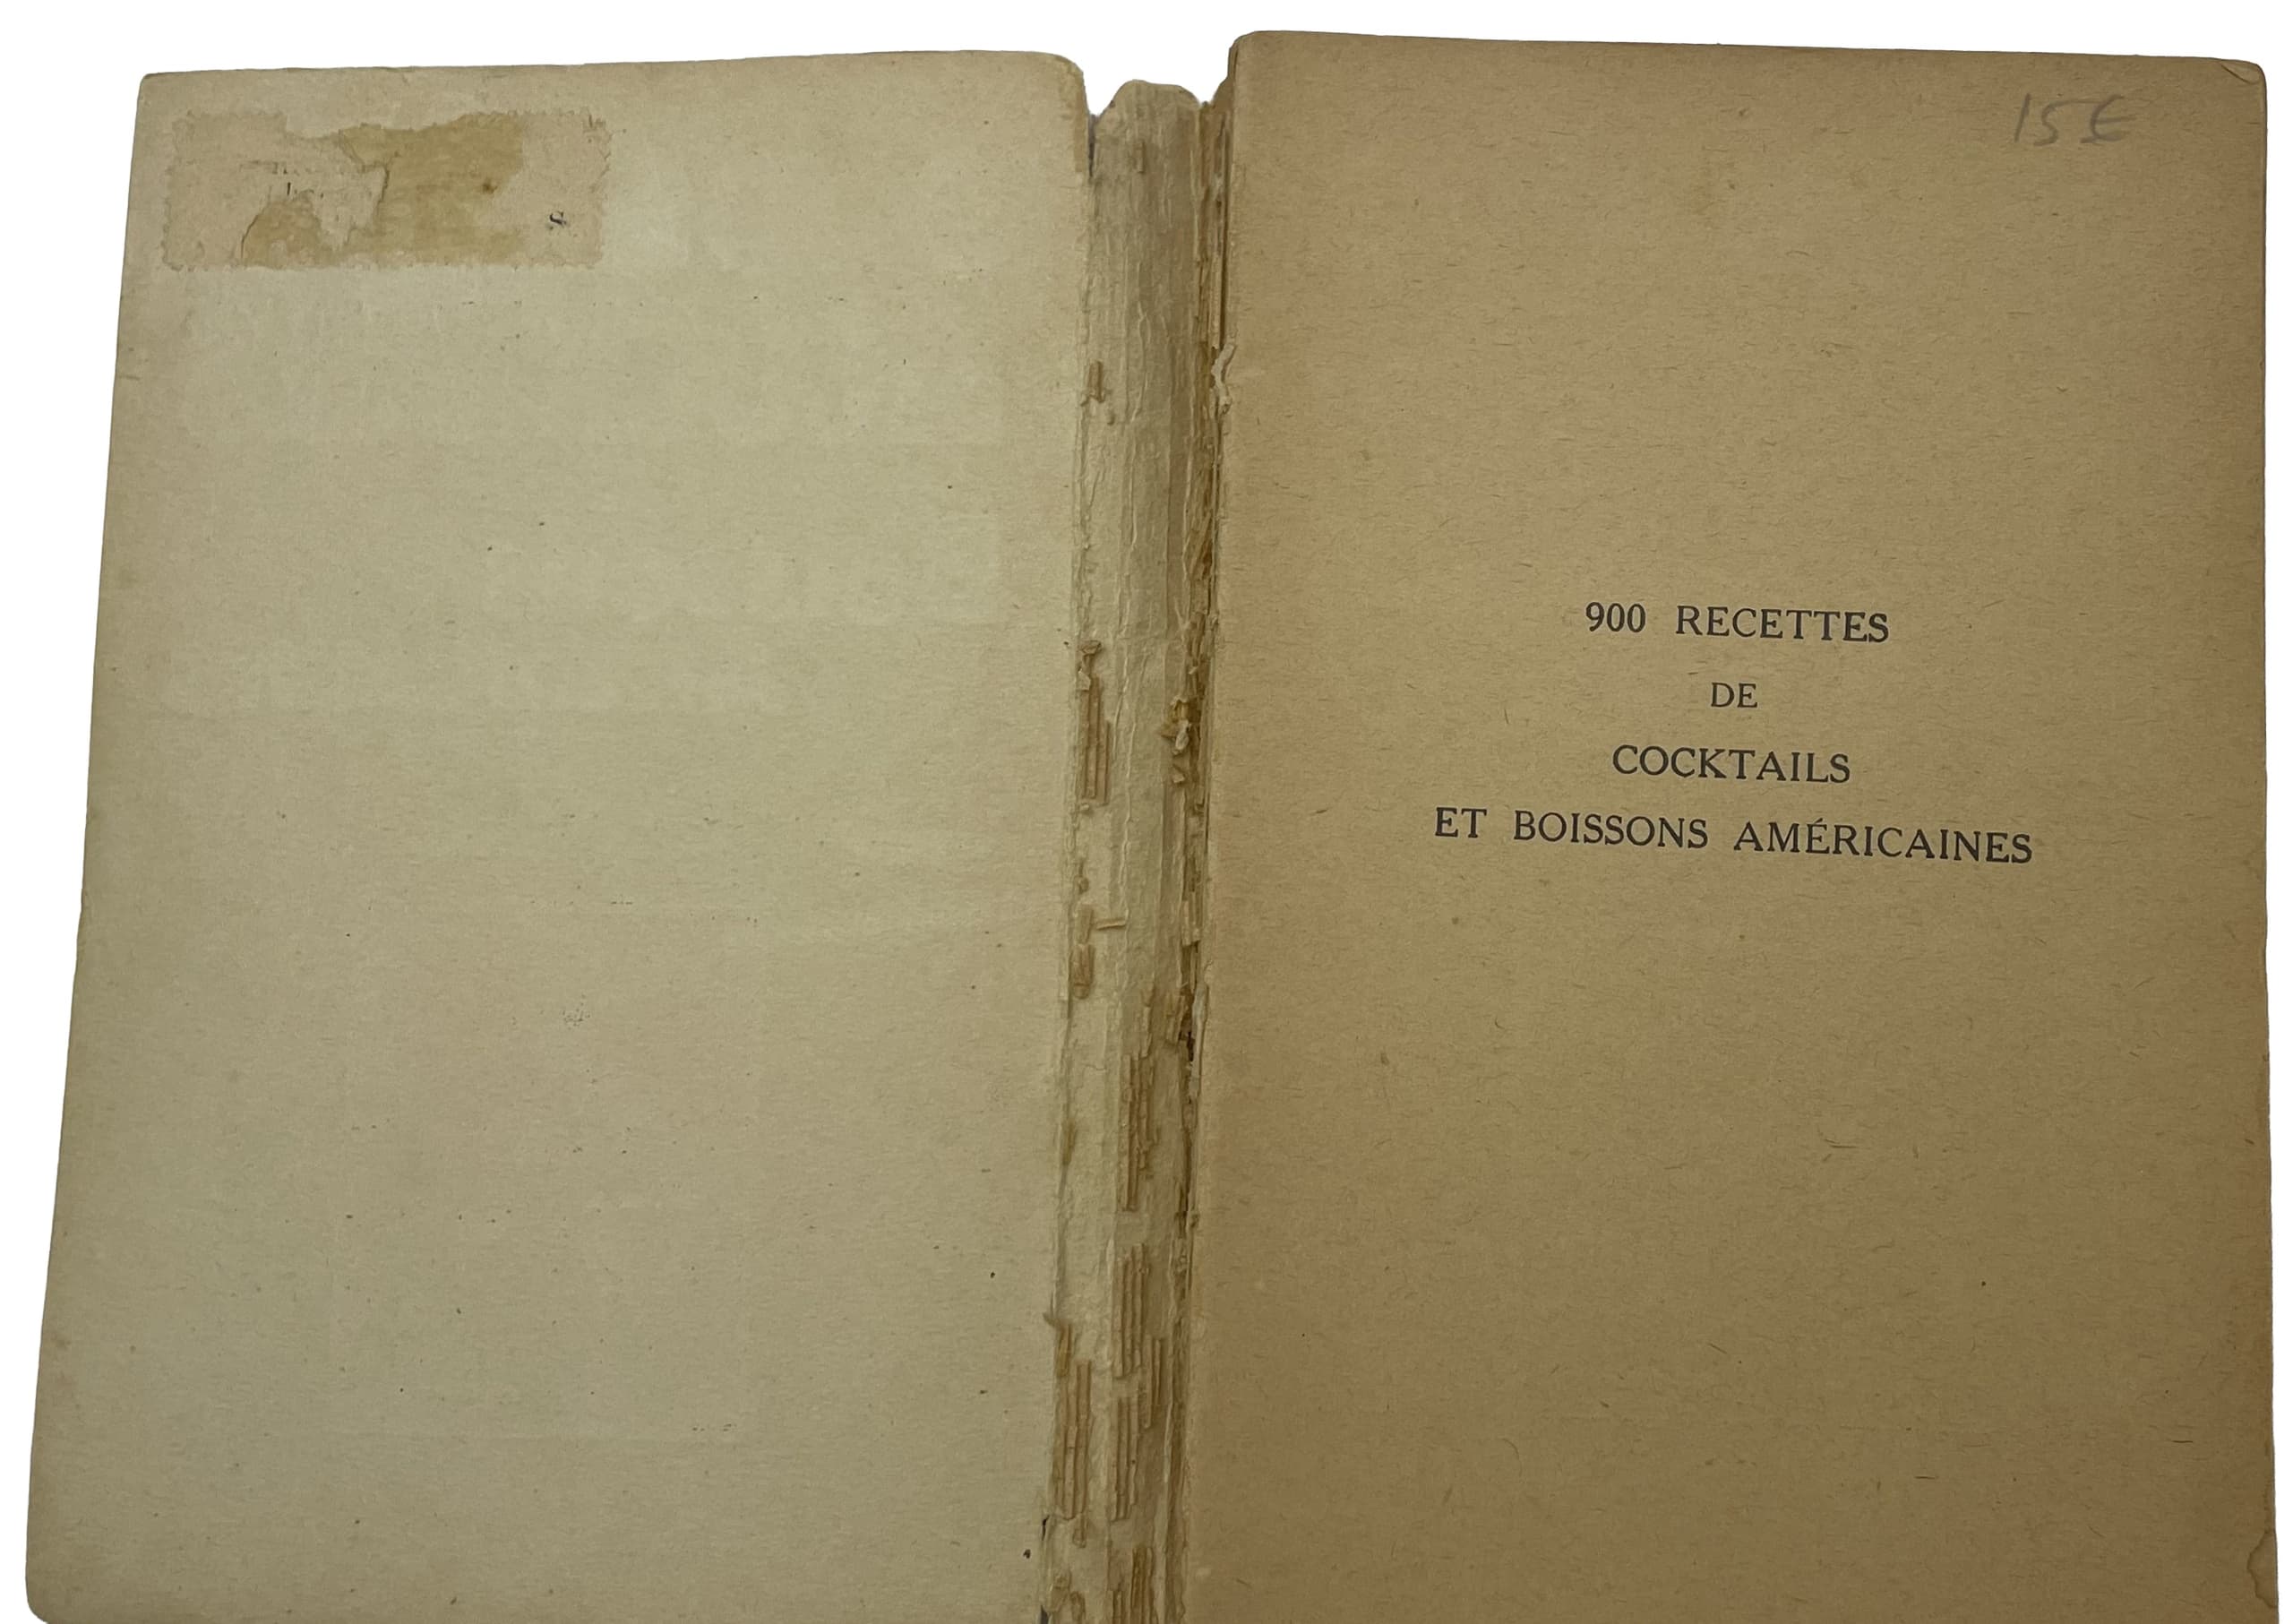 15 €
900 RECETTES
DE
COCKTAILS
ET BOISSONS AMÉRICAINES